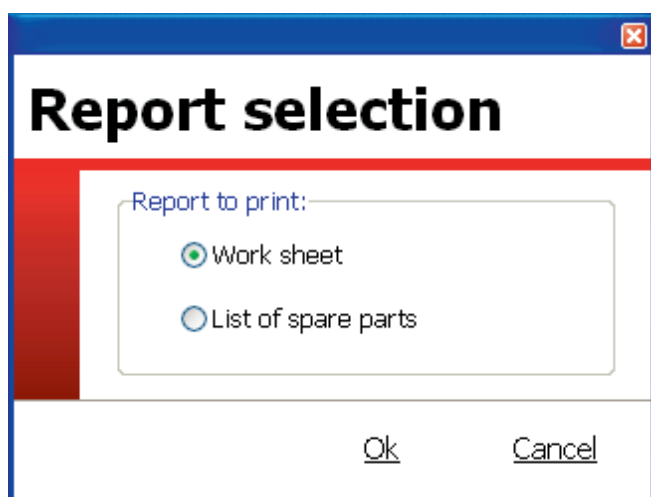 Report selection
Report to print:
Work sheet
List of spare parts
Ok Cancel